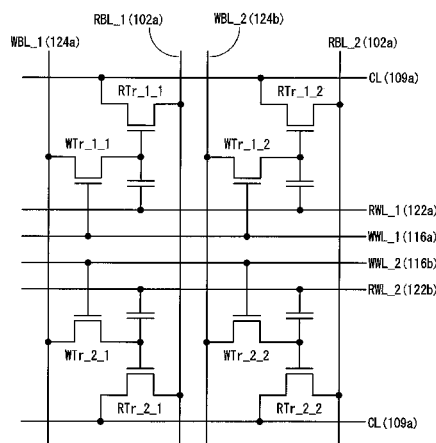 RBL_1(102a)
WBL_2(124b)
WBL_1(124a)
RBL_2(102a)
CL(109a)
RTr_1_1
RTr_1_2
WTr_1_1
WTr_1_2
RWL_1(122a)
WWL_1(116a)
WWL_2(116b)
RWL_2(122b)
WTr_2_1
WTr_2_2
RTr_2_1
RTr_2_2
CL(109a)